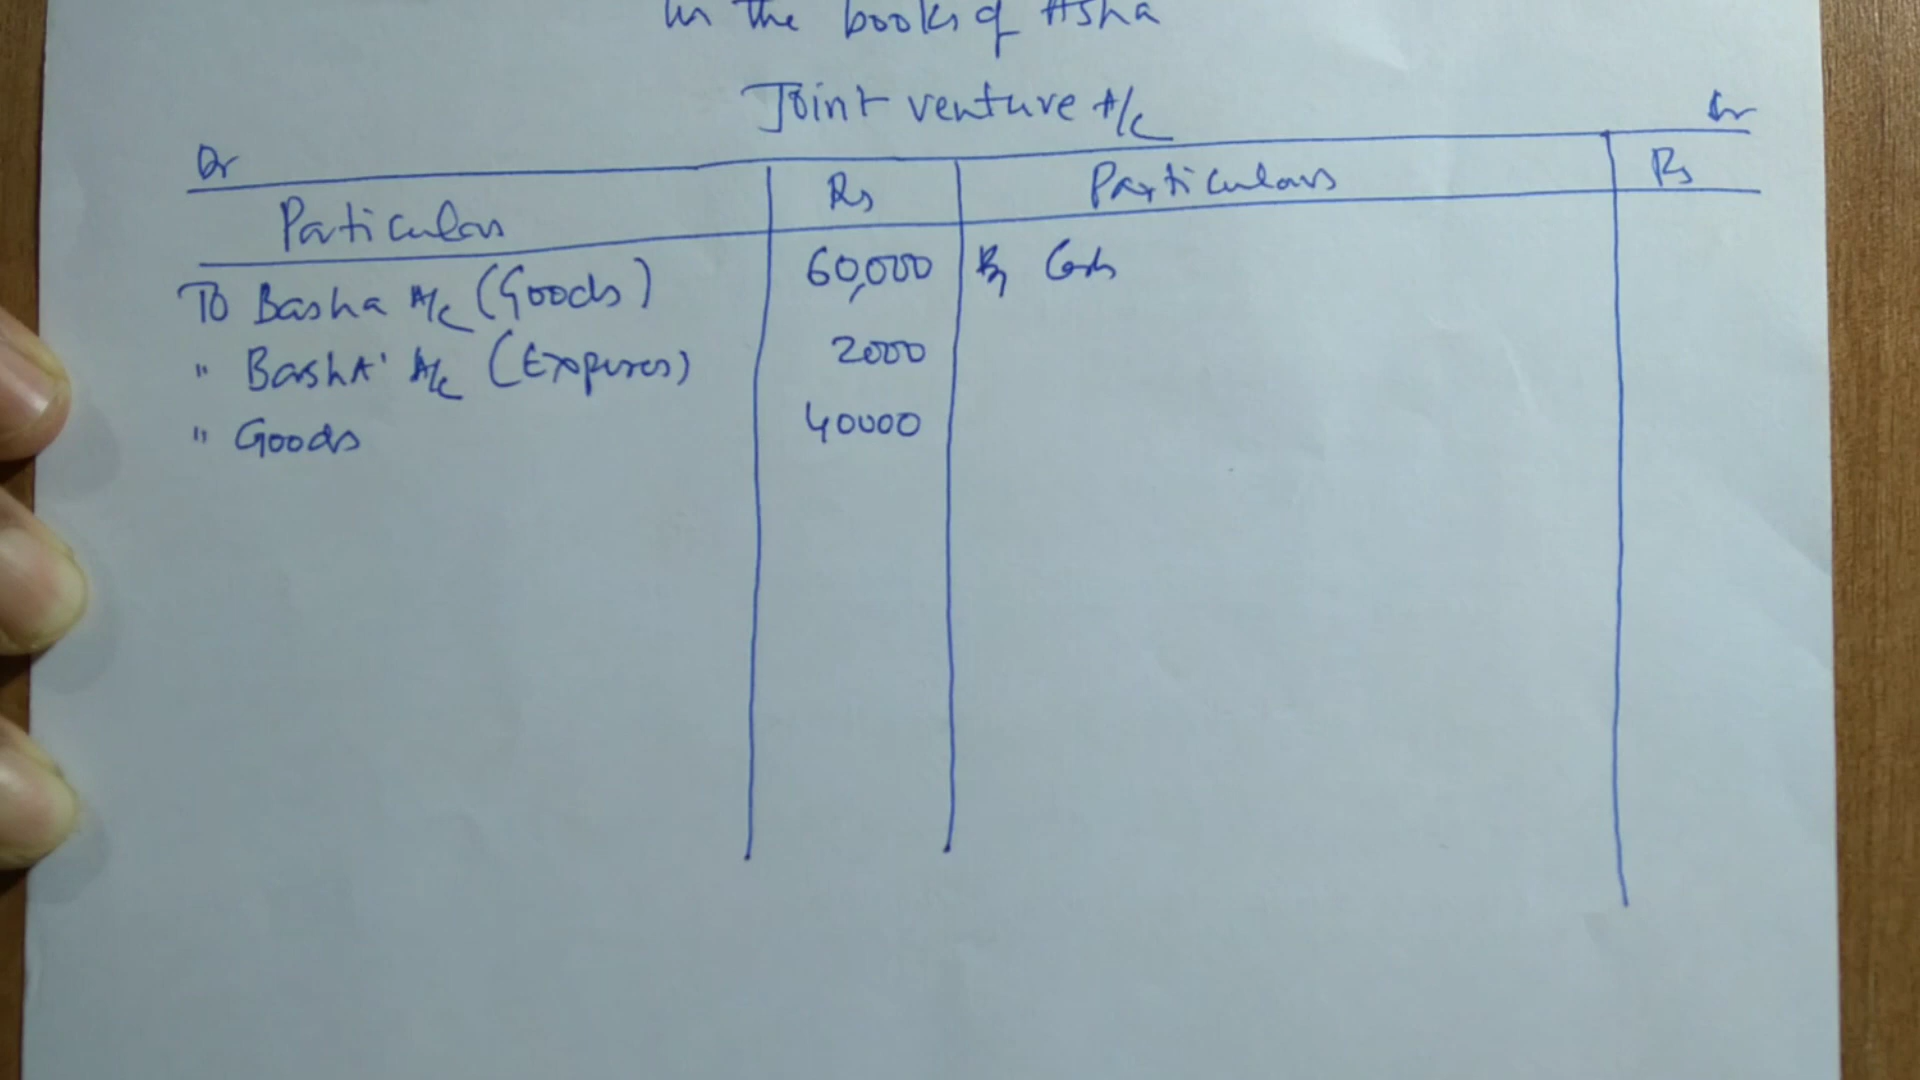 In the books of Asha
Joint venture A/c
Dr Cr
Particulars Rs Particulars Rs
To Basha A/c (Goods) 60,000 By Cash
" BashA A/c (Expenses) 2000
" Goods 40000